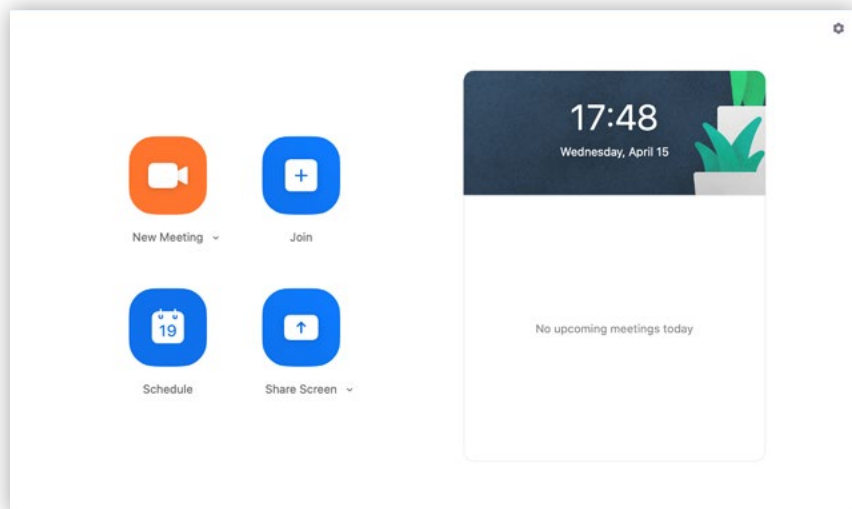 17:48
Wednesday, April 15
New Meeting
Join
19
Schedule
Share Screen
No upcoming meetings today